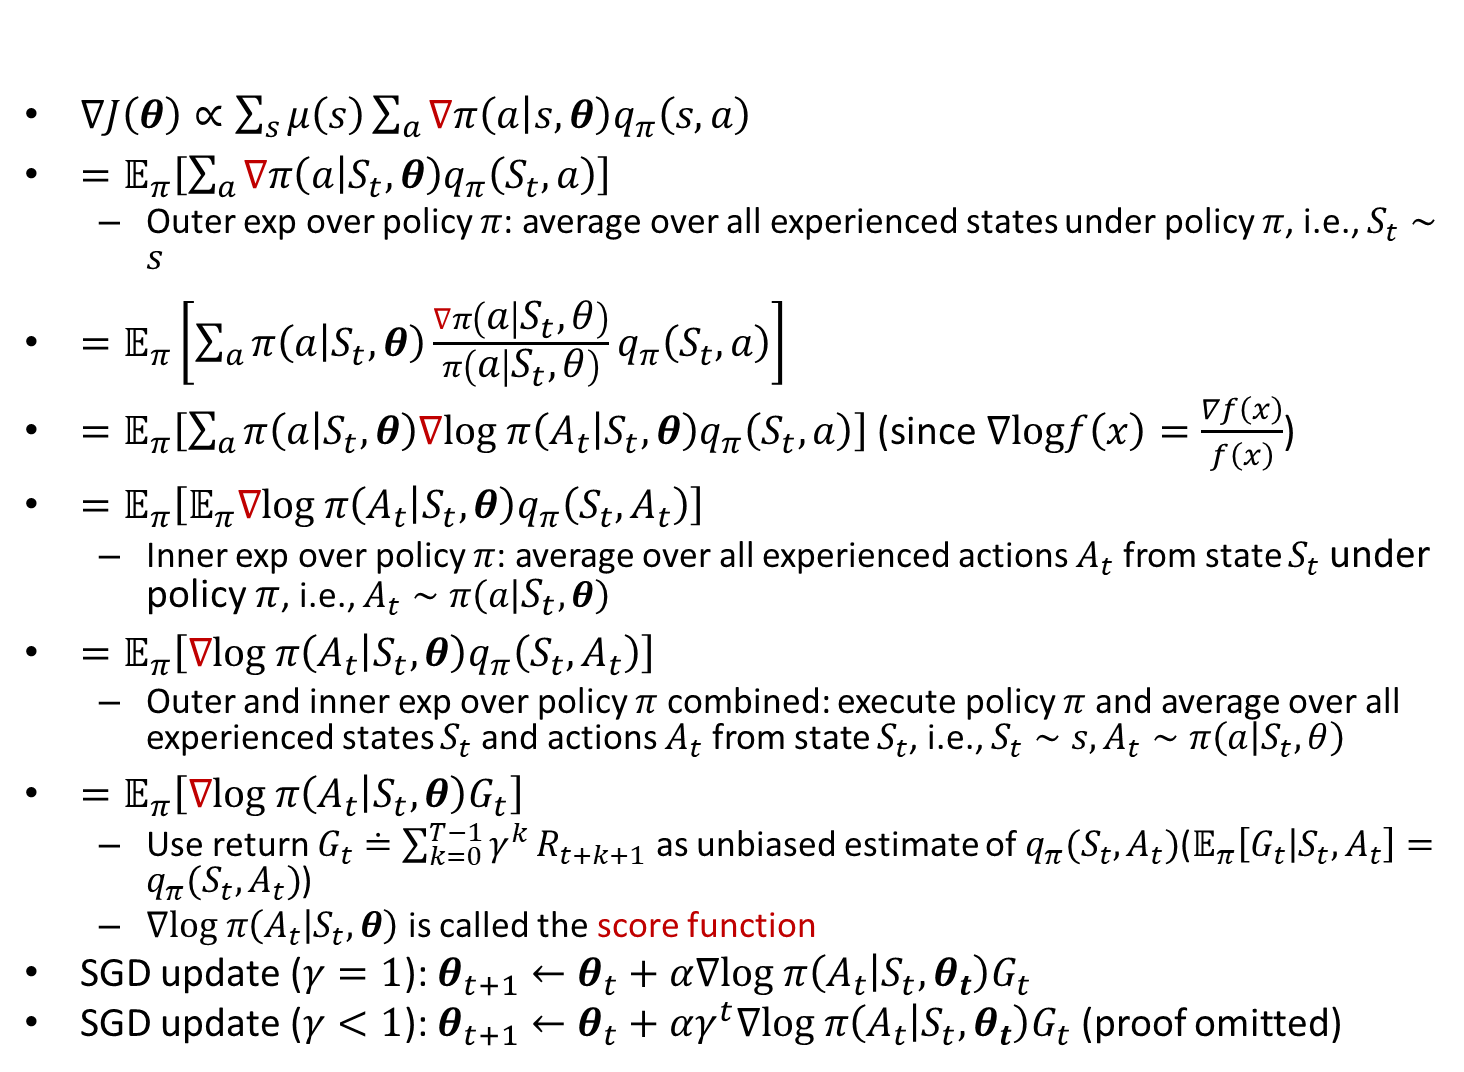 • ∇J(𝜽) ∝ ∑ₛ μ(s) ∑ₐ ∇π(a|s, 𝜽)q_π(s, a)
• = 𝔼_π[∑ₐ ∇π(a|S_t, 𝜽)q_π(S_t, a)]
– Outer exp over policy π: average over all experienced states under policy π, i.e., S_t ~
s
• = 𝔼_π [∑ₐ π(a|S_t, 𝜽) \frac{∇π(a|S_t, θ)}{π(a|S_t, θ)} q_π(S_t, a)]
• = 𝔼_π[∑ₐ π(a|S_t, 𝜽)∇log π(A_t|S_t, 𝜽)q_π(S_t, a)] (since ∇logf(x) = \frac{∇f(x)}{f(x)})
• = 𝔼_π[𝔼_π∇log π(A_t|S_t, 𝜽)q_π(S_t, A_t)]
– Inner exp over policy π: average over all experienced actions A_t from state S_t under
policy π, i.e., A_t ~ π(a|S_t, 𝜽)
• = 𝔼_π[∇log π(A_t|S_t, 𝜽)q_π(S_t, A_t)]
– Outer and inner exp over policy π combined: execute policy π and average over all
experienced states S_t and actions A_t from state S_t, i.e., S_t ~ s, A_t ~ π(a|S_t, θ)
• = 𝔼_π[∇log π(A_t|S_t, 𝜽)G_t]
– Use return G_t ≐ ∑_{k=0}^{T−1} γ^k R_{t+k+1} as unbiased estimate of q_π(S_t, A_t)(𝔼_π[G_t|S_t, A_t] =
q_π(S_t, A_t))
– ∇log π(A_t|S_t, 𝜽) is called the score function
• SGD update (γ = 1): 𝜽_{t+1} ← 𝜽_t + α∇log π(A_t|S_t, 𝜽_𝒕)G_t
• SGD update (γ < 1): 𝜽_{t+1} ← 𝜽_t + αγ^t∇log π(A_t|S_t, 𝜽_𝒕)G_t (proof omitted)